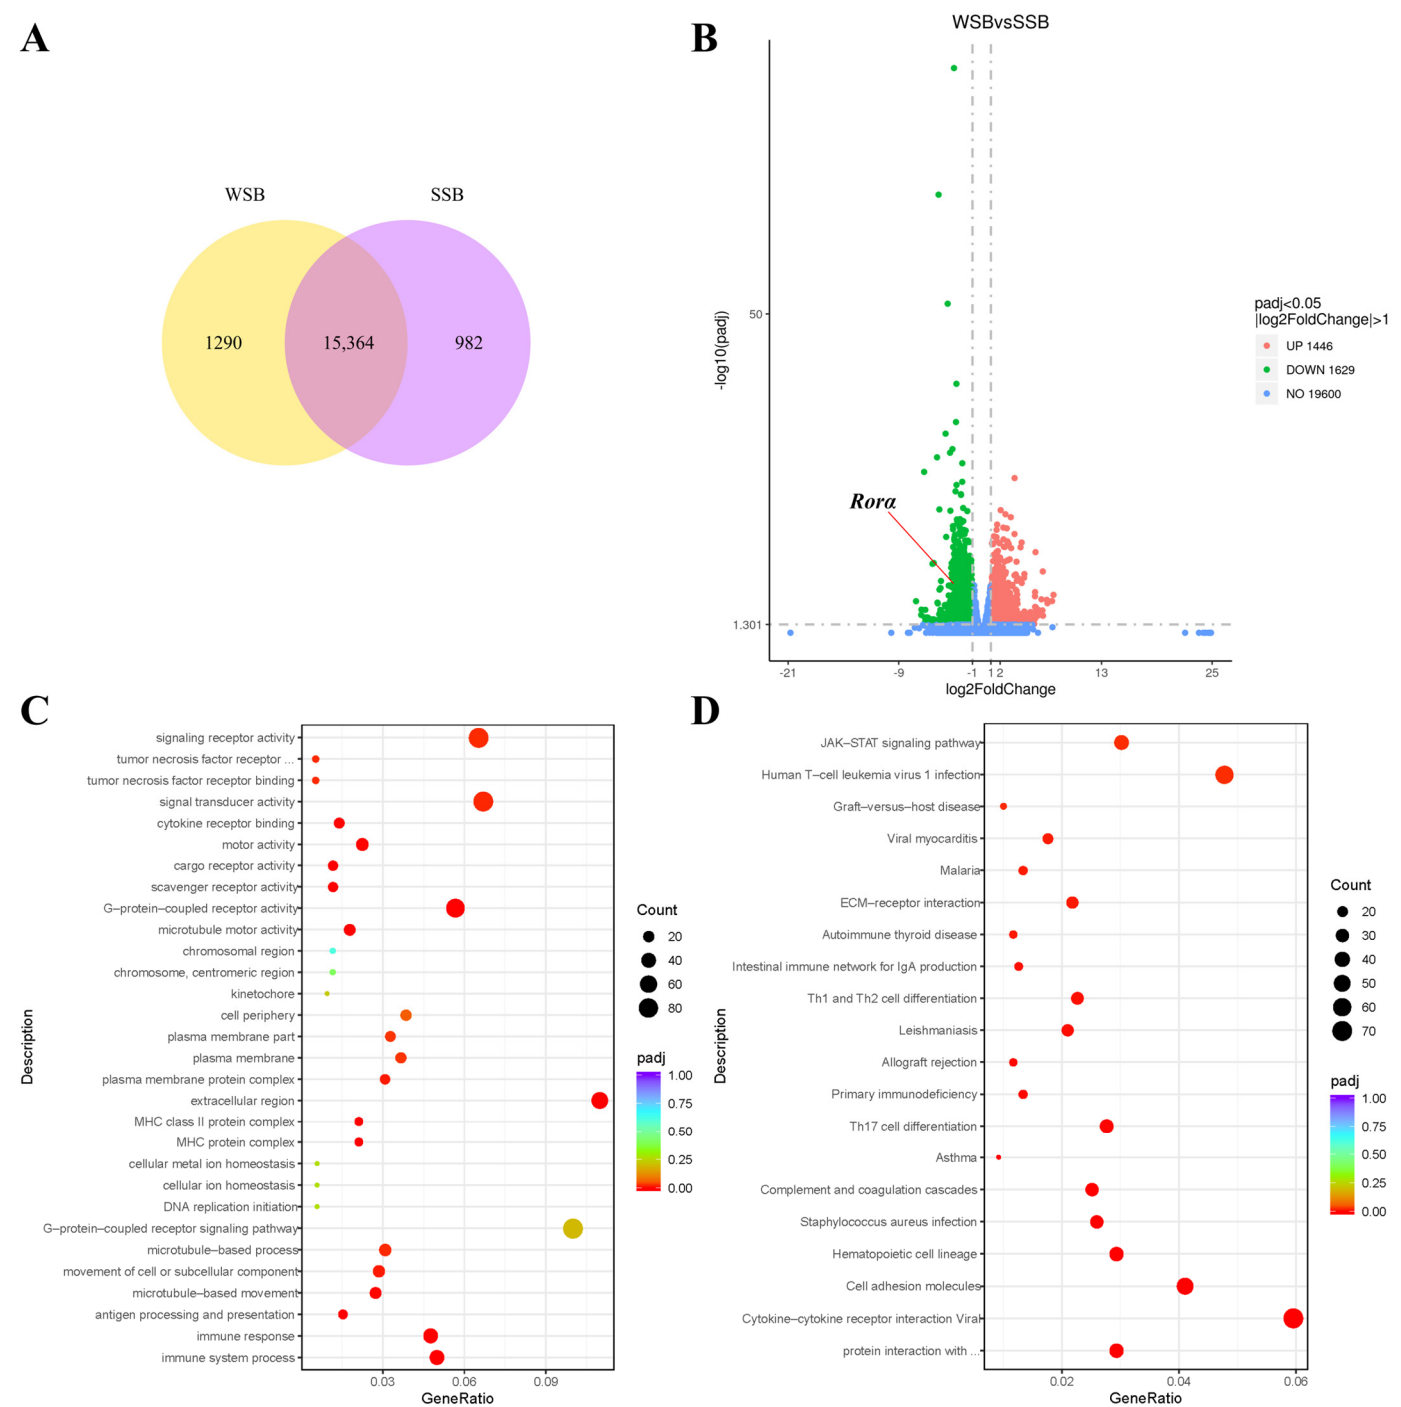 A
WSB
SSB
1290
15,364
982
B
WSBvsSSB
-log10(padj)
50
1.301
Rorα
-21
-9
-1
1
2
13
25
log2FoldChange
padj<0.05
|log2FoldChange|>1
UP 1446
DOWN 1629
NO 19600
C
Description
signaling receptor activity
tumor necrosis factor receptor ...
tumor necrosis factor receptor binding
signal transducer activity
cytokine receptor binding
motor activity
cargo receptor activity
scavenger receptor activity
G–protein–coupled receptor activity
microtubule motor activity
chromosomal region
chromosome, centromeric region
kinetochore
cell periphery
plasma membrane part
plasma membrane
plasma membrane protein complex
extracellular region
MHC class II protein complex
MHC protein complex
cellular metal ion homeostasis
cellular ion homeostasis
DNA replication initiation
G–protein–coupled receptor signaling pathway
microtubule–based process
movement of cell or subcellular component
microtubule–based movement
antigen processing and presentation
immune response
immune system process
0.03
0.06
0.09
GeneRatio
Count
20
40
60
80
padj
1.00
0.75
0.50
0.25
0.00
D
Description
JAK–STAT signaling pathway
Human T–cell leukemia virus 1 infection
Graft–versus–host disease
Viral myocarditis
Malaria
ECM–receptor interaction
Autoimmune thyroid disease
Intestinal immune network for IgA production
Th1 and Th2 cell differentiation
Leishmaniasis
Allograft rejection
Primary immunodeficiency
Th17 cell differentiation
Asthma
Complement and coagulation cascades
Staphylococcus aureus infection
Hematopoietic cell lineage
Cell adhesion molecules
Cytokine–cytokine receptor interaction Viral
protein interaction with ...
0.02
0.04
0.06
GeneRatio
Count
20
30
40
50
60
70
padj
1.00
0.75
0.50
0.25
0.00